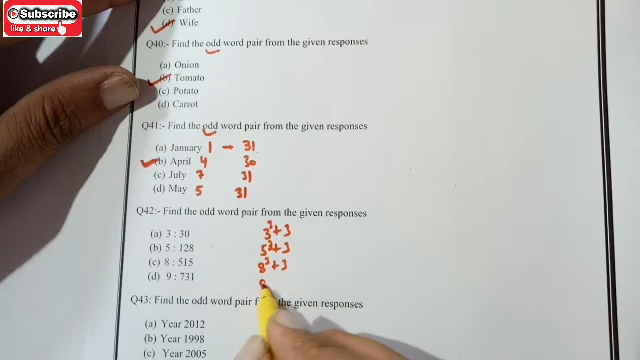 Subscribe
like & share
(c) Father
(d) Wife
Q40:- Find the odd word pair from the given responses
(a) Onion
(b) Tomato
(c) Potato
(d) Carrot
Q41:- Find the odd word pair from the given responses
(a) January 1 — 31
(b) April 4 30
(c) July 7 31
(d) May 5 31
Q42:- Find the odd word pair from the given responses
(a) 3 : 30 3³+3
(b) 5 : 128 5³+3
(c) 8 : 515 8³+3
(d) 9 : 731
Q43: Find the odd word pair the given responses
(a) Year 2012
(b) Year 1998
(c) Year 2005